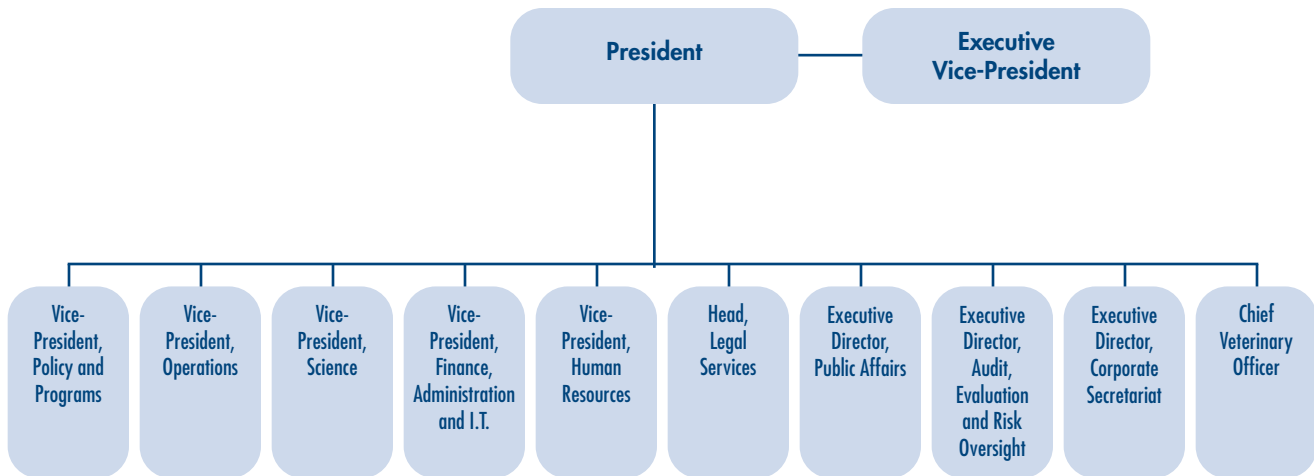 President
Executive
Vice-President
Vice-
President,
Policy and
Programs
Vice-
President,
Operations
Vice-
President,
Science
Vice-
President,
Finance,
Administration
and I.T.
Vice-
President,
Human
Resources
Head,
Legal
Services
Executive
Director,
Public Affairs
Executive
Director,
Audit,
Evaluation
and Risk
Oversight
Executive
Director,
Corporate
Secretariat
Chief
Veterinary
Officer